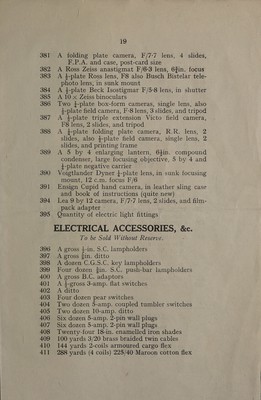 19
381 A folding plate camera, F/7·7 lens, 4 slides,
F.P.A. and case, post-card size
382 A Ross Zeiss anastigmat F/6·3 lens, 6½in. focus
383 A ½-plate Ross lens, F8 also Busch Bistelar tele-
photo lens, in sunk mount
384 A ½-plate Beck Isostigmar F/5·8 lens, in shutter
385 A 10 × Zeiss binoculars
386 Two ¼-plate box-form cameras, single lens, also
½-plate field camera, F·8 lens, 3 slides, and tripod
387 A ½-plate triple extension Victo field camera,
F8 lens, 2 slides, and tripod
388 A ½-plate folding plate camera, R.R. lens, 2
slides, also ½-plate field camera, single lens, 2
slides, and printing frame
389 A 5 by 4 enlarging lantern, 6½in. compound
condenser, large focusing objective, 5 by 4 and
½-plate negative carrier
390 Voigtlander Dynar ¼-plate lens, in sunk focusing
mount, 12 c.m. focus F/6
391 Ensign Cupid hand camera, in leather sling case
and book of instructions (quite new)
394 Lea 9 by 12 camera, F/7·7 lens, 2 slides, and film-
pack adapter
395 Quantity of electric light fittings
ELECTRICAL ACCESSORIES, &c.
To be Sold Without Reserve.
396 A gross ½-in. S.C. lampholders
397 A gross ditto
398 A dozen C.G.S.C. key lampholders
399 Four dozen S.C. push-bar lampholders
400 A gross B.C. adaptors
401 A ½-gross 3-amp. flat switches
402 A ditto
403 Four dozen pear switches
404 Two dozen 5-amp. coupled tumbler switches
405 Two dozen 10-amp. ditto
406 Six dozen 5-amp. 2-pin wall plugs
407 Six dozen 3-amp. 2-pin wall plugs
408 Twenty-four 18-in. enamelled iron shades
409 100 yards 3/20 brass braided twin cables
410 144 yards 2-coils armoured cargo flex
411 288 yards (4 coils) 225/40 Maroon cotton flex